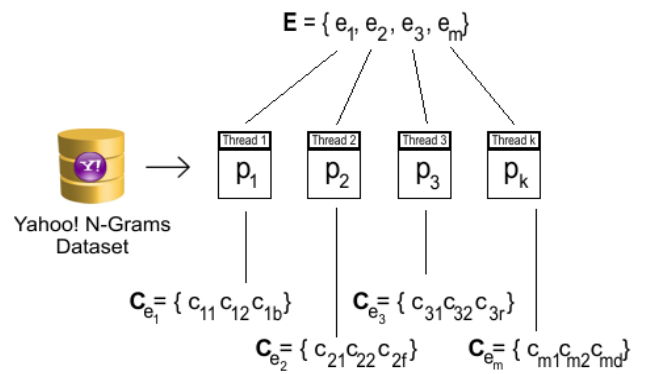 E = { e1, e2, e3, em}
Thread 1 Thread 2 Thread 3 Thread k
p1 p2 p3 pk
Y!
Yahoo! N-Grams
Dataset
Ce1= { c11 c12 c1b} Ce3= { c31 c32 c3r}
Ce2= { c21 c22 c2f} Cem= { cm1 cm2 cmd}